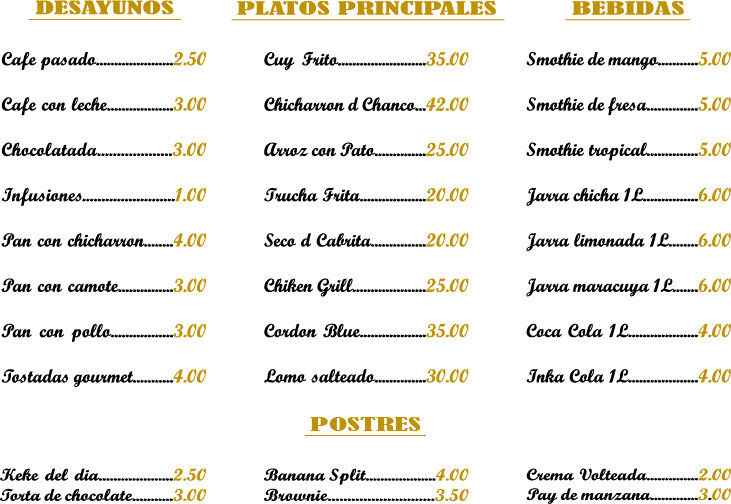 DESAYUNOS
Cafe pasado.....................2.50
Cafe con leche..................3.00
Chocolatada....................3.00
Infusiones.........................1.00
Pan con chicharron........4.00
Pan con camote...............3.00
Pan con pollo.................3.00
Tostadas gourmet...........4.00
PLATOS PRINCIPALES
Cuy Frito........................35.00
Chicharron d Chanco...42.00
Arroz con Pato..............25.00
Trucha Frita..................20.00
Seco d Cabrita...............20.00
Chiken Grill....................25.00
Cordon Blue..................35.00
Lomo salteado..............30.00
BEBIDAS
Smothie de mango...........5.00
Smothie de fresa..............5.00
Smothie tropical..............5.00
Jarra chicha 1L...............6.00
Jarra limonada 1L........6.00
Jarra maracuya 1L.......6.00
Coca Cola 1L...................4.00
Inka Cola 1L...................4.00
POSTRES
Keke del dia....................2.50
Torta de chocolate...........3.00
Banana Split...................4.00
Brownie.............................3.50
Crema Volteada..............2.00
Pay de manzana.............3.00